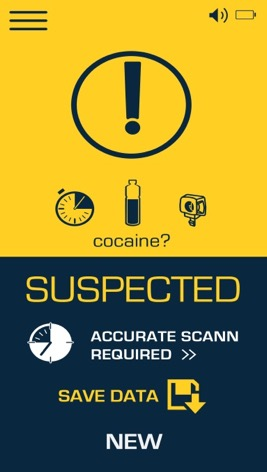 cocaine?
SUSPECTED
ACCURATE SCANN
REQUIRED >>
SAVE DATA
NEW